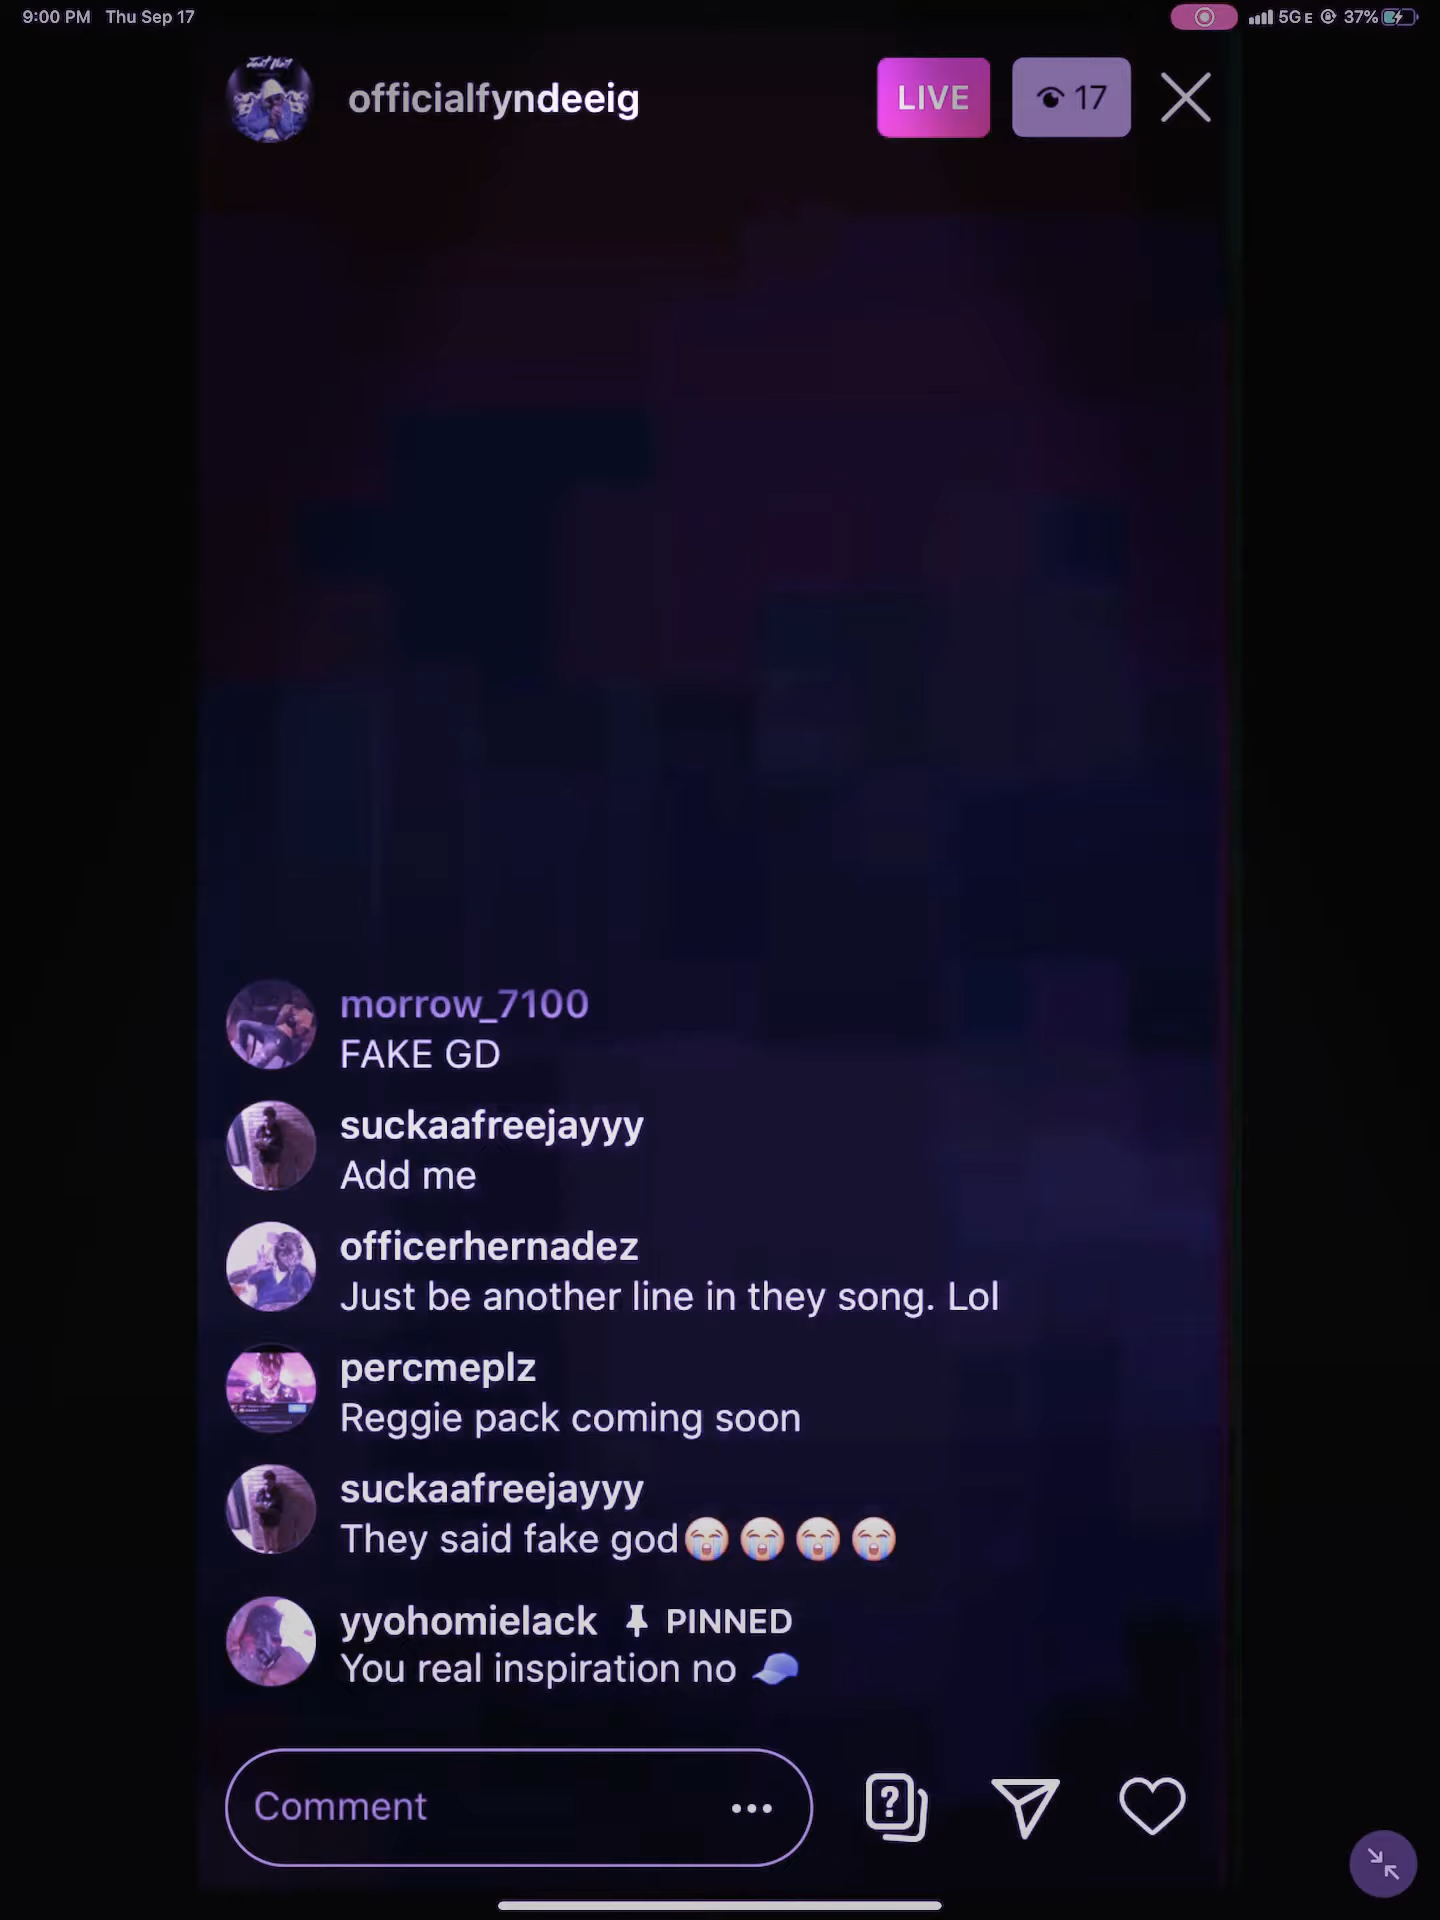 9:00 PM Thu Sep 17
5G E 37%
officialfyndeeig
LIVE
17
morrow_7100
FAKE GD
suckaafreejayyy
Add me
officerhernadez
Just be another line in they song. Lol
percmeplz
Reggie pack coming soon
suckaafreejayyy
They said fake god😭😭😭😭
yyohomielack PINNED
You real inspiration no 🧢
Comment